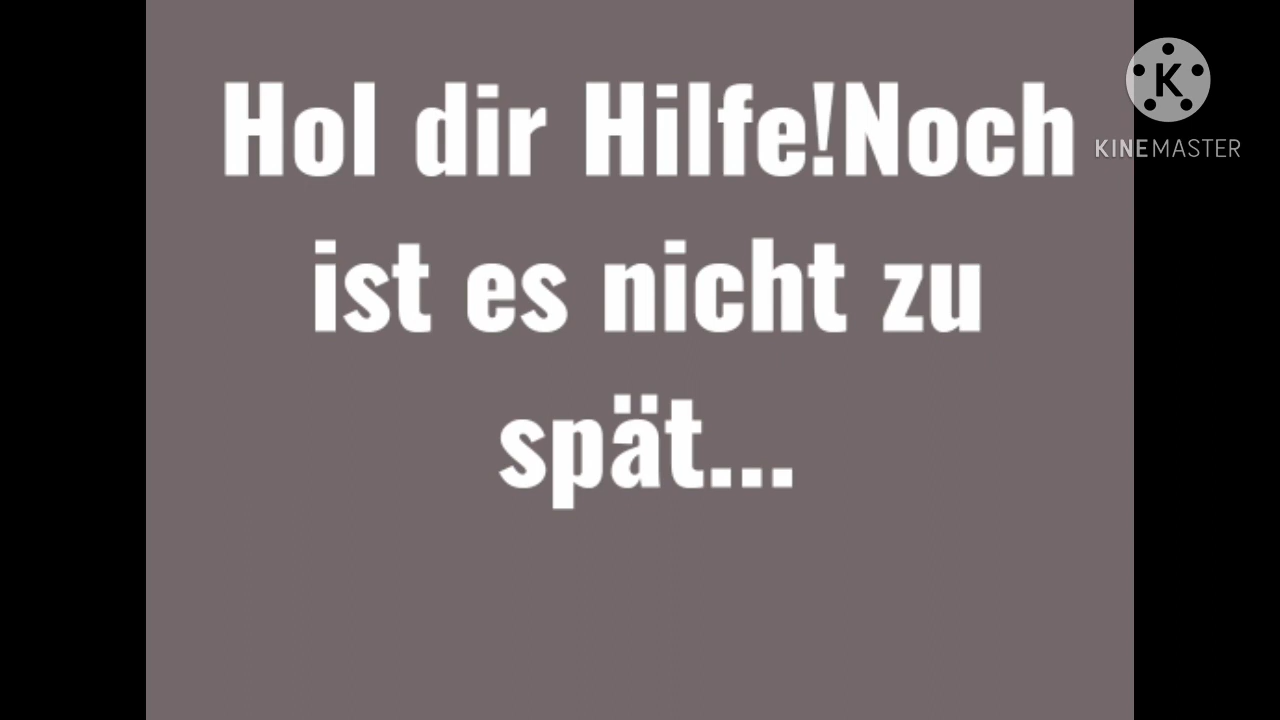 Hol dir Hilfe!Noch
ist es nicht zu
spät...
K
KINEMASTER